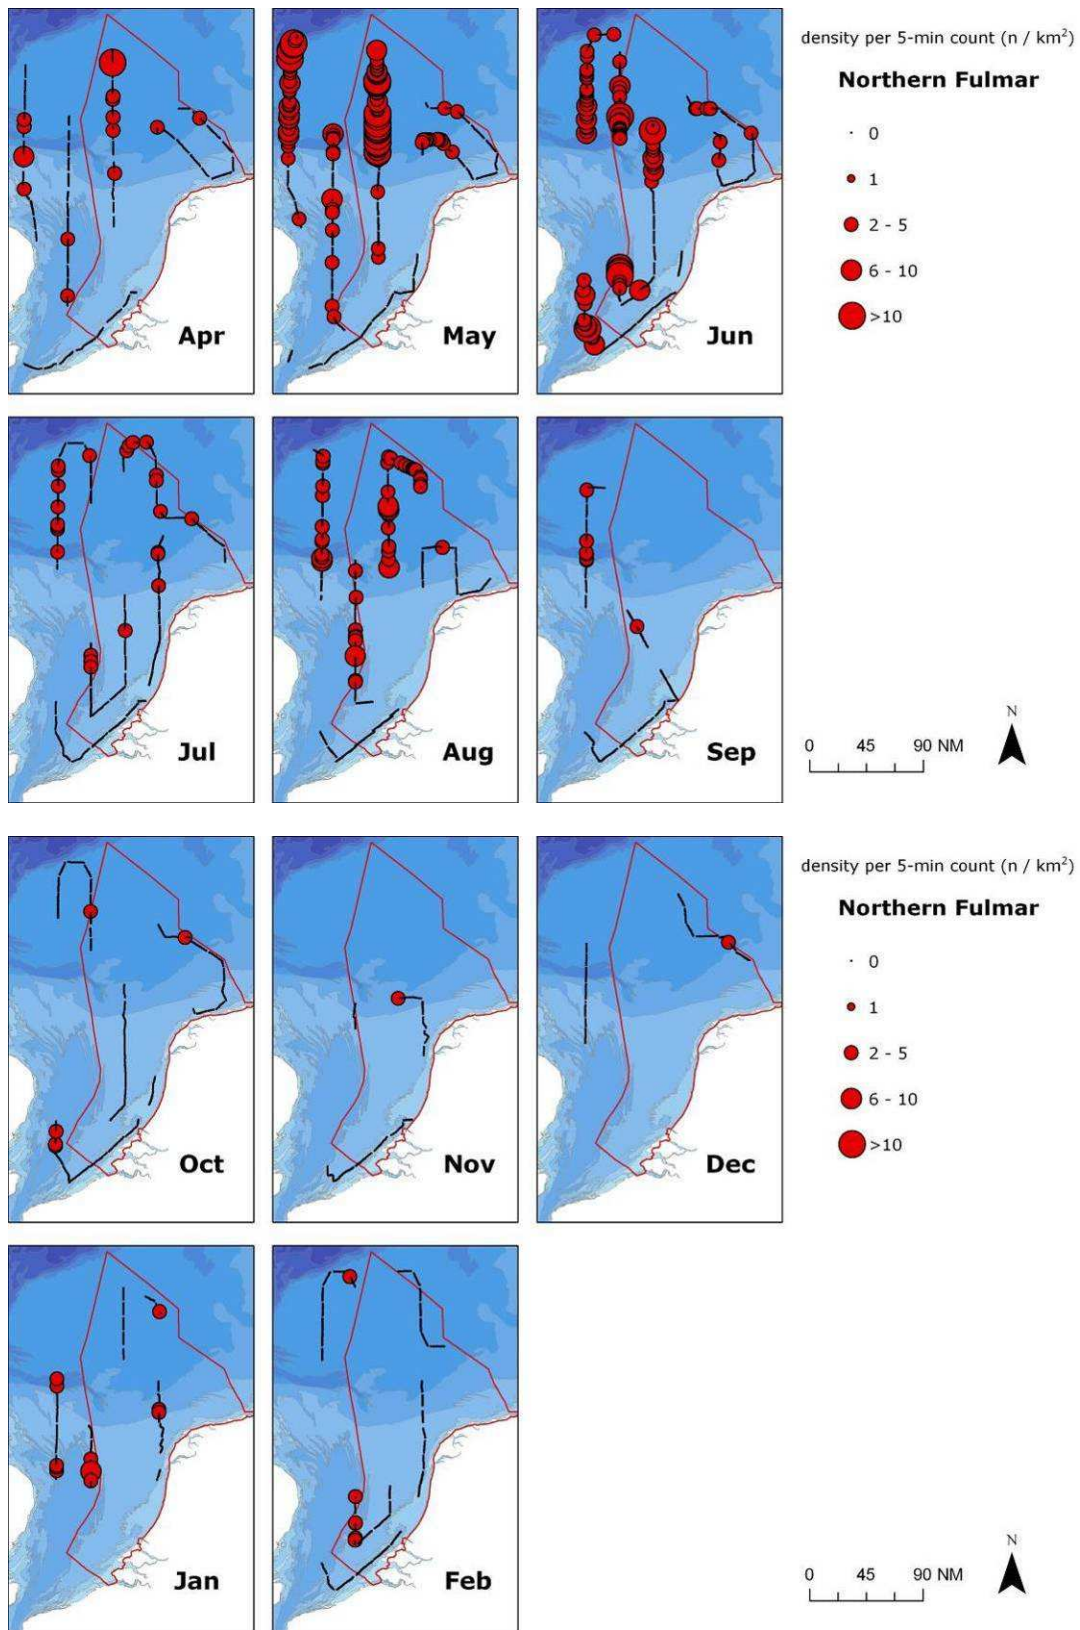 density per 5-min count (n / km²)
Northern Fulmar
0
1
2 - 5
6 - 10
>10
Apr
May
Jun
Jul
Aug
Sep
N
0 45 90 NM
density per 5-min count (n / km²)
Northern Fulmar
0
1
2 - 5
6 - 10
>10
Oct
Nov
Dec
Jan
Feb
N
0 45 90 NM